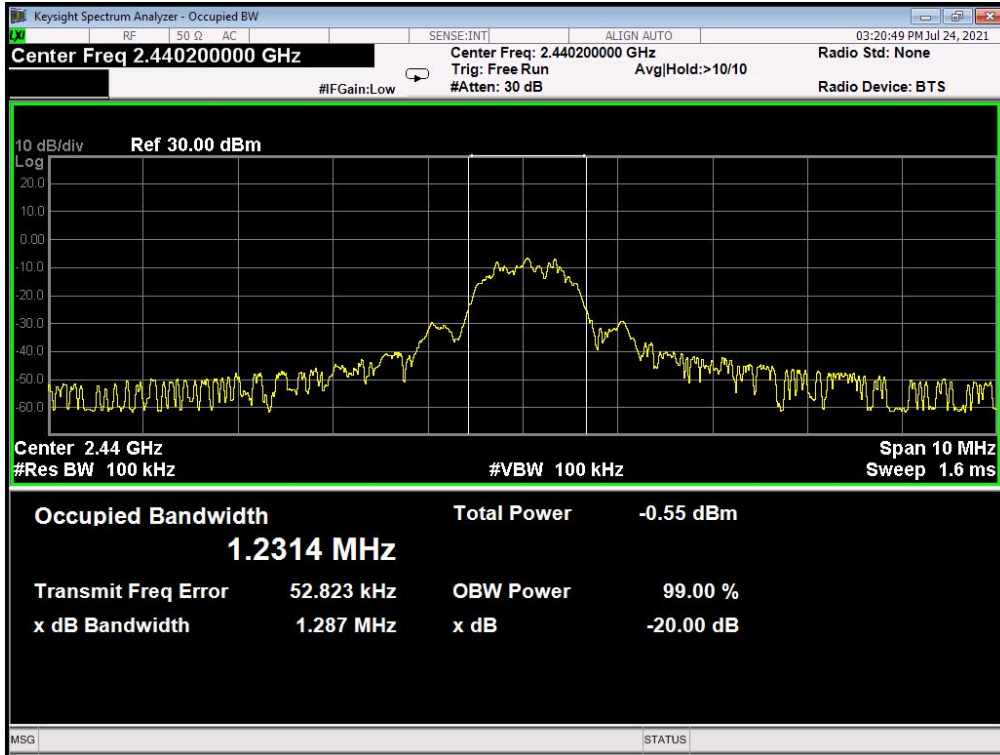 Keysight Spectrum Analyzer - Occupied BW
LXI RF 50 Ω AC SENSE:INT ALIGN AUTO 03:20:49 PM Jul 24, 2021
Center Freq 2.440200000 GHz
Center Freq: 2.440200000 GHz Radio Std: None
Trig: Free Run Avg|Hold:>10/10
#IFGain:Low #Atten: 30 dB Radio Device: BTS
10 dB/div Ref 30.00 dBm
Log
20.0
10.0
0.00
-10.0
-20.0
-30.0
-40.0
-50.0
-60.0
Center 2.44 GHz Span 10 MHz
#Res BW 100 kHz #VBW 100 kHz Sweep 1.6 ms
Occupied Bandwidth Total Power -0.55 dBm
1.2314 MHz
Transmit Freq Error 52.823 kHz OBW Power 99.00 %
x dB Bandwidth 1.287 MHz x dB -20.00 dB
MSG STATUS